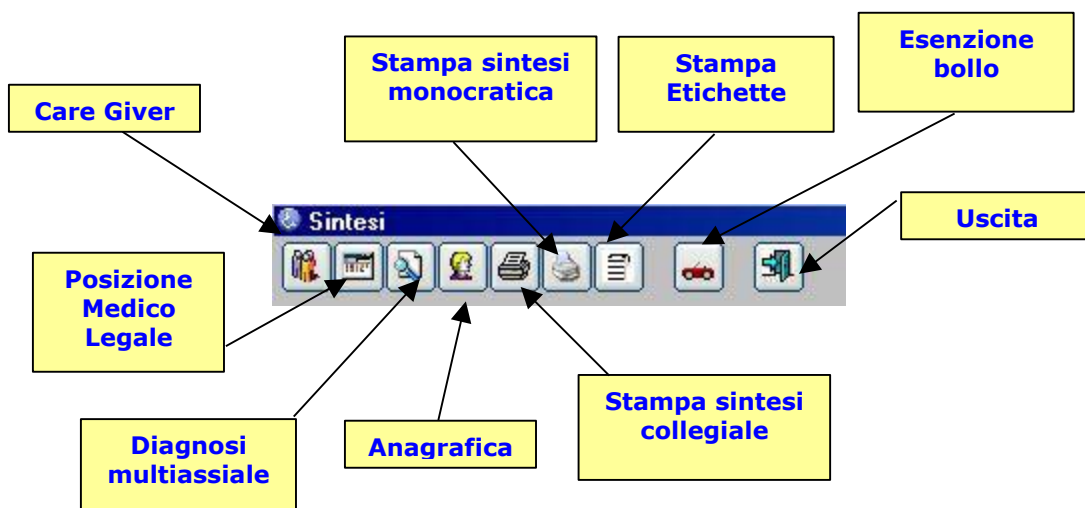 Esenzione
bollo
Stampa sintesi
monocratica
Stampa
Etichette
Care Giver
Uscita
Sintesi
Posizione
Medico
Legale
Stampa sintesi
collegiale
Diagnosi
multiassiale
Anagrafica